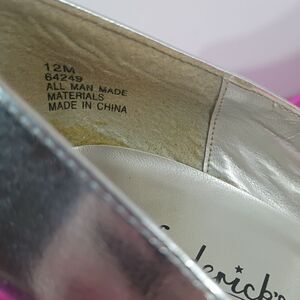 12M
64249
ALL MAN MADE
MATERIALS
MADE IN CHINA